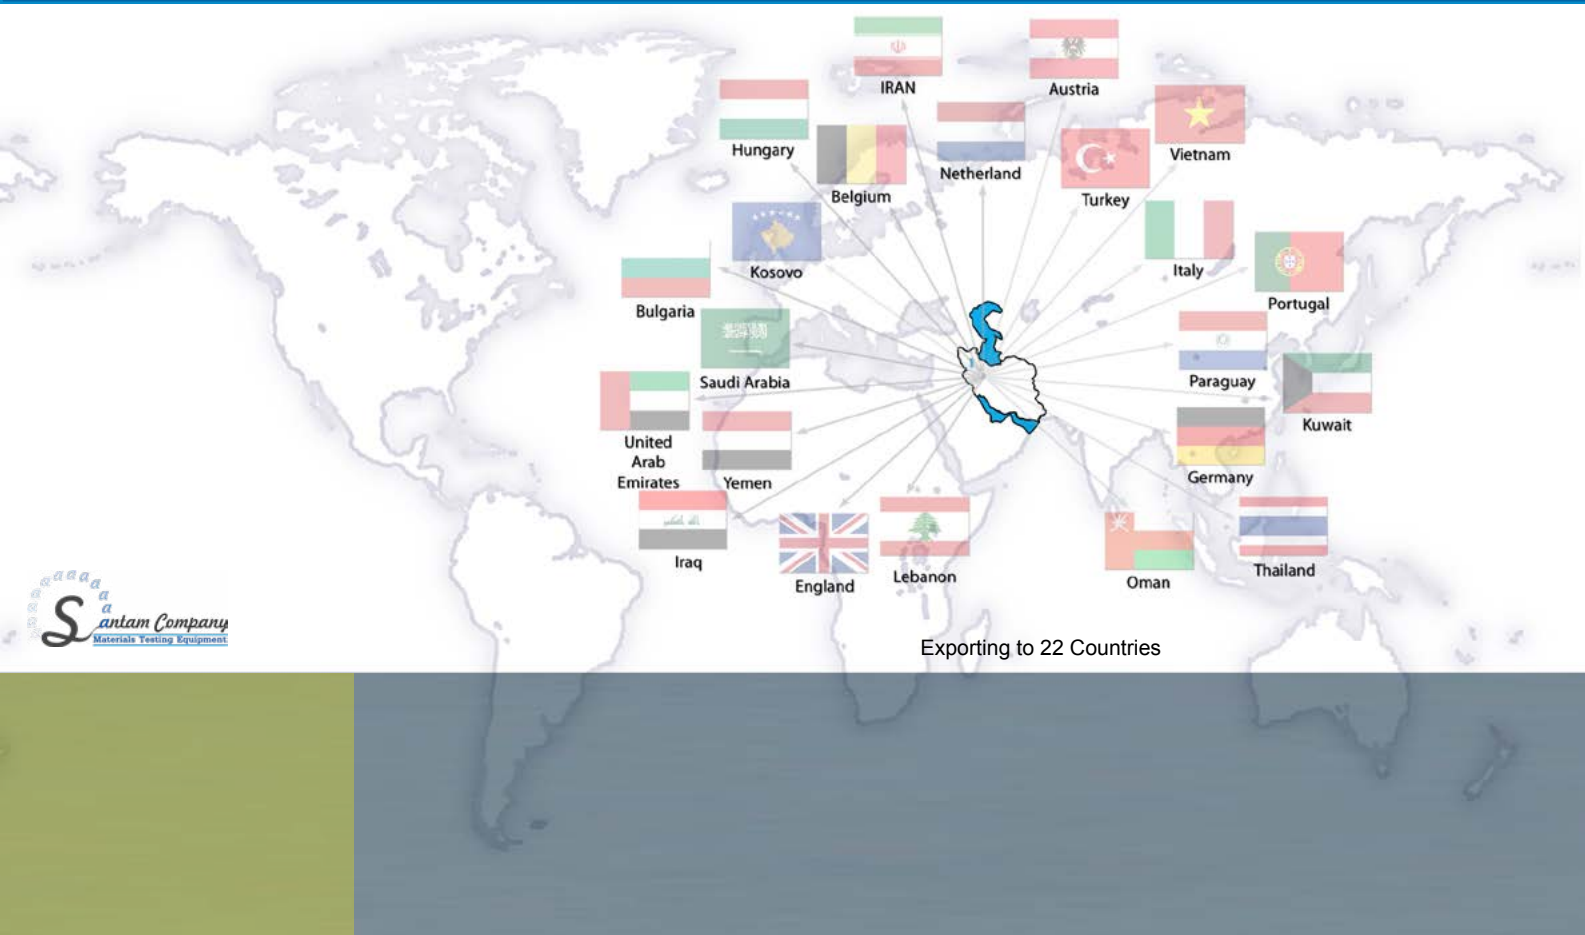 IRAN
Austria
Hungary
Netherland
Vietnam
Belgium
Turkey
Kosovo
Italy
Bulgaria
Portugal
Saudi Arabia
Paraguay
Kuwait
United
Arab
Emirates
Yemen
Germany
Iraq
England
Lebanon
Oman
Thailand
Santam Company
Materials Testing Equipment
Exporting to 22 Countries